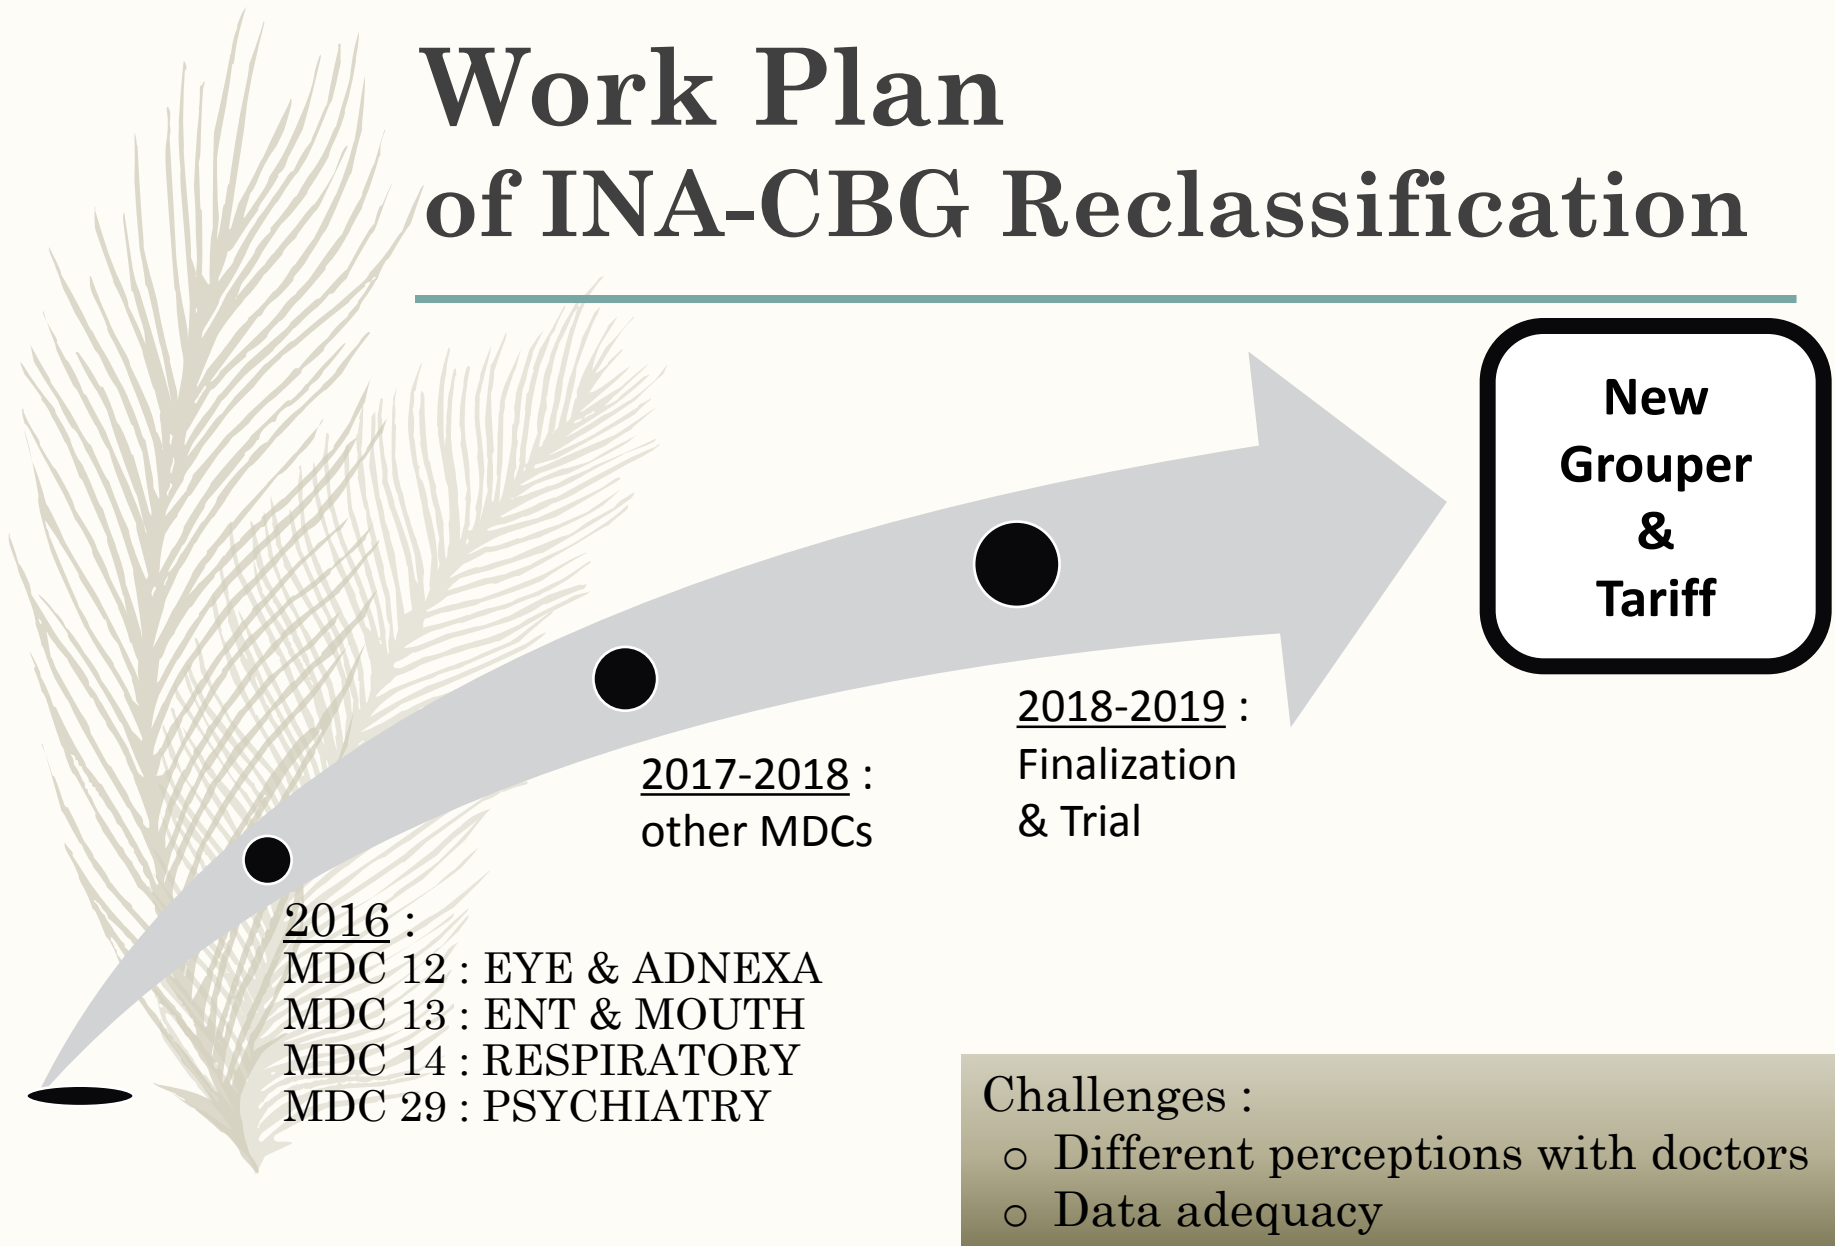 Work Plan
of INA-CBG Reclassification
New
Grouper
&
Tariff
2018-2019 :
Finalization
& Trial
2017-2018 :
other MDCs
2016 :
MDC 12 : EYE & ADNEXA
MDC 13 : ENT & MOUTH
MDC 14 : RESPIRATORY
MDC 29 : PSYCHIATRY
Challenges :
o Different perceptions with doctors
o Data adequacy